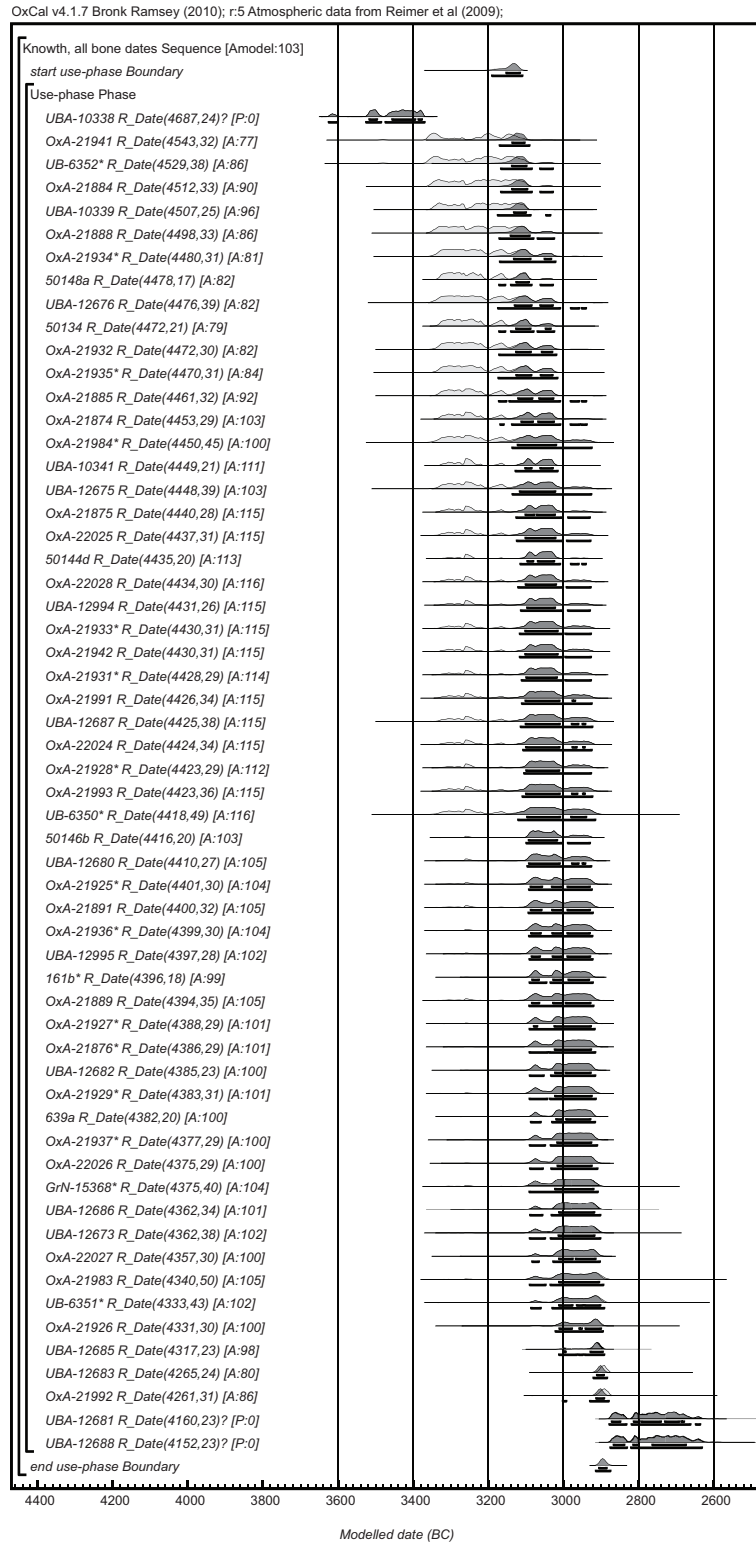 OxCal v4.1.7 Bronk Ramsey (2010); r:5 Atmospheric data from Reimer et al (2009);
Knowth, all bone dates Sequence [Amodel:103]
start use-phase Boundary
Use-phase Phase
UBA-10338 R_Date(4687,24)? [P:0]
OxA-21941 R_Date(4543,32) [A:77]
UB-6352* R_Date(4529,38) [A:86]
OxA-21884 R_Date(4512,33) [A:90]
UBA-10339 R_Date(4507,25) [A:96]
OxA-21888 R_Date(4498,33) [A:86]
OxA-21934* R_Date(4480,31) [A:81]
50148a R_Date(4478,17) [A:82]
UBA-12676 R_Date(4476,39) [A:82]
50134 R_Date(4472,21) [A:79]
OxA-21932 R_Date(4472,30) [A:82]
OxA-21935* R_Date(4470,31) [A:84]
OxA-21885 R_Date(4461,32) [A:92]
OxA-21874 R_Date(4453,29) [A:103]
OxA-21984* R_Date(4450,45) [A:100]
UBA-10341 R_Date(4449,21) [A:111]
UBA-12675 R_Date(4448,39) [A:103]
OxA-21875 R_Date(4440,28) [A:115]
OxA-22025 R_Date(4437,31) [A:115]
50144d R_Date(4435,20) [A:113]
OxA-22028 R_Date(4434,30) [A:116]
UBA-12994 R_Date(4431,26) [A:115]
OxA-21933* R_Date(4430,31) [A:115]
OxA-21942 R_Date(4430,31) [A:115]
OxA-21931* R_Date(4428,29) [A:114]
OxA-21991 R_Date(4426,34) [A:115]
UBA-12687 R_Date(4425,38) [A:115]
OxA-22024 R_Date(4424,34) [A:115]
OxA-21928* R_Date(4423,29) [A:112]
OxA-21993 R_Date(4423,36) [A:115]
UB-6350* R_Date(4418,49) [A:116]
50146b R_Date(4416,20) [A:103]
UBA-12680 R_Date(4410,27) [A:105]
OxA-21925* R_Date(4401,30) [A:104]
OxA-21891 R_Date(4400,32) [A:105]
OxA-21936* R_Date(4399,30) [A:104]
UBA-12995 R_Date(4397,28) [A:102]
161b* R_Date(4396,18) [A:99]
OxA-21889 R_Date(4394,35) [A:105]
OxA-21927* R_Date(4388,29) [A:101]
OxA-21876* R_Date(4386,29) [A:101]
UBA-12682 R_Date(4385,23) [A:100]
OxA-21929* R_Date(4383,31) [A:101]
639a R_Date(4382,20) [A:100]
OxA-21937* R_Date(4377,29) [A:100]
OxA-22026 R_Date(4375,29) [A:100]
GrN-15368* R_Date(4375,40) [A:104]
UBA-12686 R_Date(4362,34) [A:101]
UBA-12673 R_Date(4362,38) [A:102]
OxA-22027 R_Date(4357,30) [A:100]
OxA-21983 R_Date(4340,50) [A:105]
UB-6351* R_Date(4333,43) [A:102]
OxA-21926 R_Date(4331,30) [A:100]
UBA-12685 R_Date(4317,23) [A:98]
UBA-12683 R_Date(4265,24) [A:80]
OxA-21992 R_Date(4261,31) [A:86]
UBA-12681 R_Date(4160,23)? [P:0]
UBA-12688 R_Date(4152,23)? [P:0]
end use-phase Boundary
4400 4200 4000 3800 3600 3400 3200 3000 2800 2600
Modelled date (BC)